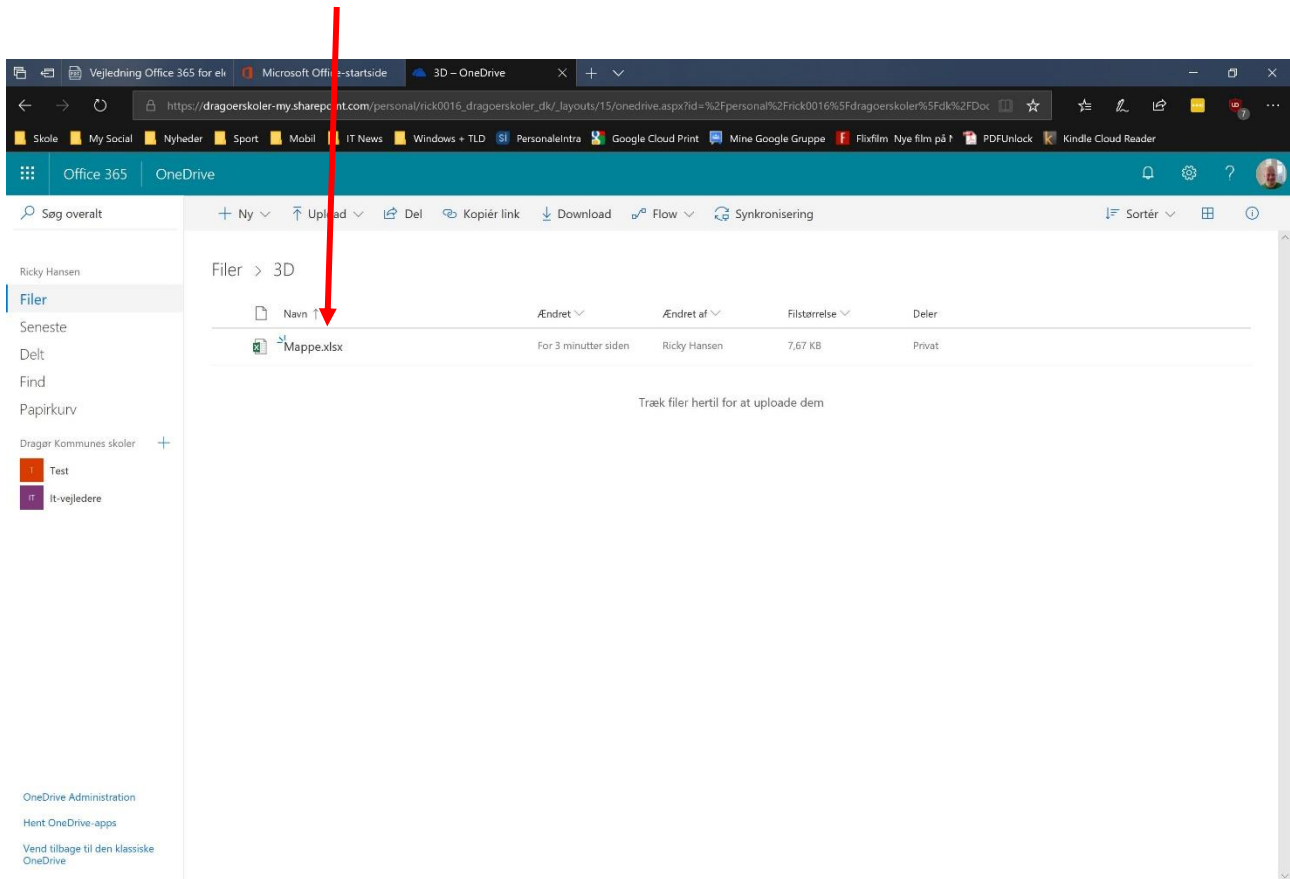 Vejledning Office 365 for ele
Microsoft Office-startside
3D – OneDrive
https://dragoerskoler-my.sharepoint.com/personal/rick0016_dragoerskoler_dk/_layouts/15/onedrive.aspx?id=%2Fpersonal%2Frick0016%5Fdragoerskoler%5Fdk%2FDoc
7
Skole
My Social
Nyheder
Sport
Mobil
IT News
Windows + TLD
SI PersonaleIntra
Google Cloud Print
Mine Google Gruppe
F Flixfilm Nye film på
PDFUnlock
K Kindle Cloud Reader
Office 365
OneDrive
?
Søg overalt
+ Ny
Upload
Del
Kopiér link
Download
Flow
Synkronisering
Sortér
Ricky Hansen
Filer
Seneste
Delt
Find
Papirkurv
Dragør Kommunes skoler +
T Test
IT It-vejledere
Filer > 3D
Navn ↑
Ændret
Ændret af
Filstørrelse
Deler
Mappe.xlsx
For 3 minutter siden
Ricky Hansen
7,67 KB
Privat
Træk filer hertil for at uploade dem
OneDrive Administration
Hent OneDrive-apps
Vend tilbage til den klassiske
OneDrive